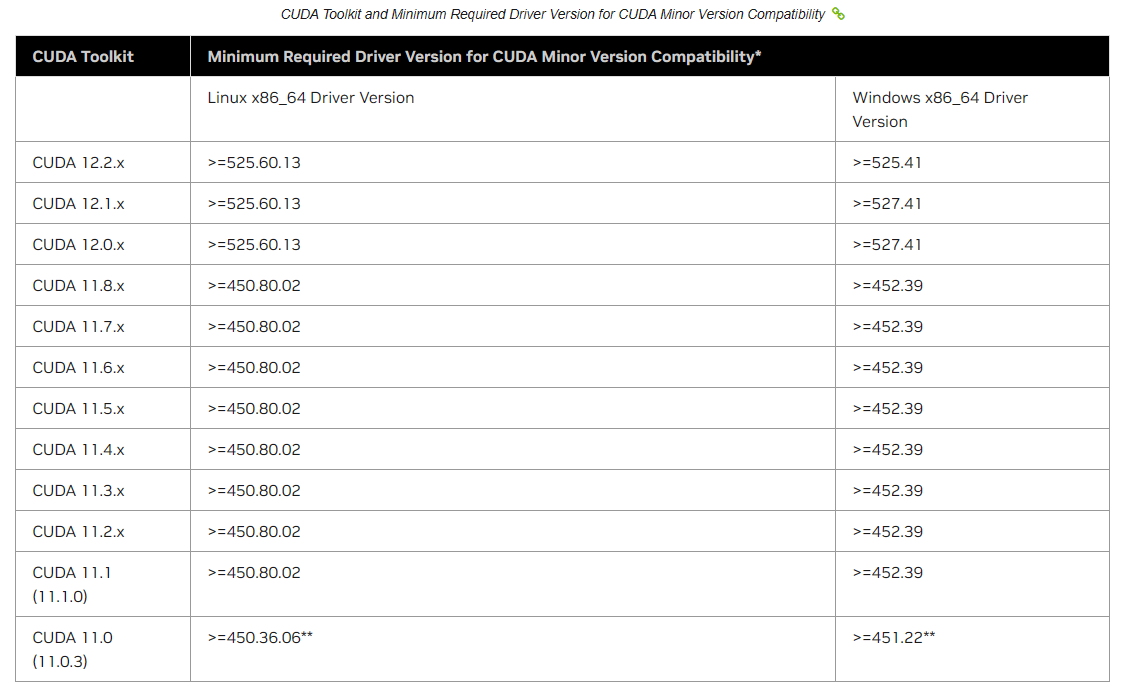 CUDA Toolkit and Minimum Required Driver Version for CUDA Minor Version Compatibility
CUDA Toolkit Minimum Required Driver Version for CUDA Minor Version Compatibility*
Linux x86_64 Driver Version Windows x86_64 Driver
Version
CUDA 12.2.x >=525.60.13 >=525.41
CUDA 12.1.x >=525.60.13 >=527.41
CUDA 12.0.x >=525.60.13 >=527.41
CUDA 11.8.x >=450.80.02 >=452.39
CUDA 11.7.x >=450.80.02 >=452.39
CUDA 11.6.x >=450.80.02 >=452.39
CUDA 11.5.x >=450.80.02 >=452.39
CUDA 11.4.x >=450.80.02 >=452.39
CUDA 11.3.x >=450.80.02 >=452.39
CUDA 11.2.x >=450.80.02 >=452.39
CUDA 11.1 >=450.80.02 >=452.39
(11.1.0)
CUDA 11.0 >=450.36.06** >=451.22**
(11.0.3)